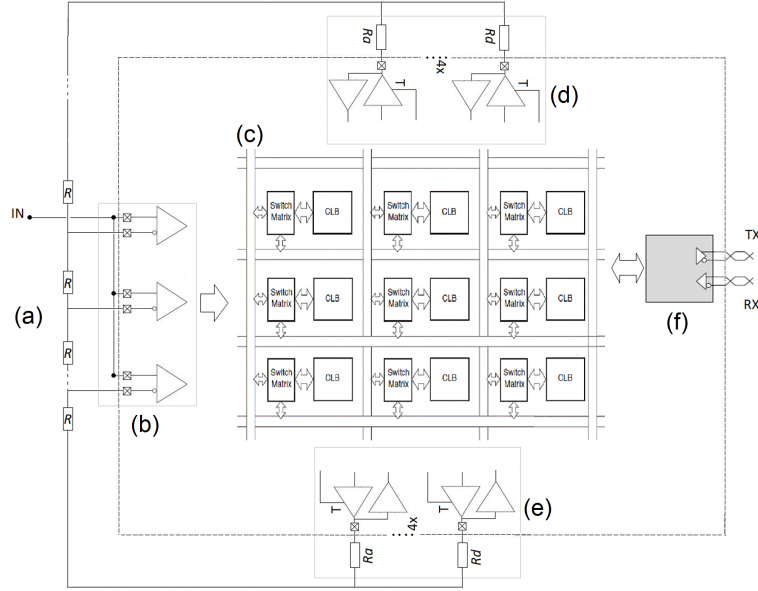 Ra
Rd
4x
T
T
(d)
(c)
R
IN
Switch Matrix
CLB
Switch Matrix
CLB
Switch Matrix
CLB
TX
R
(a)
Switch Matrix
CLB
Switch Matrix
CLB
Switch Matrix
CLB
RX
(f)
R
Switch Matrix
CLB
Switch Matrix
CLB
Switch Matrix
CLB
R
(b)
T
T
(e)
4x
Ra
Rd